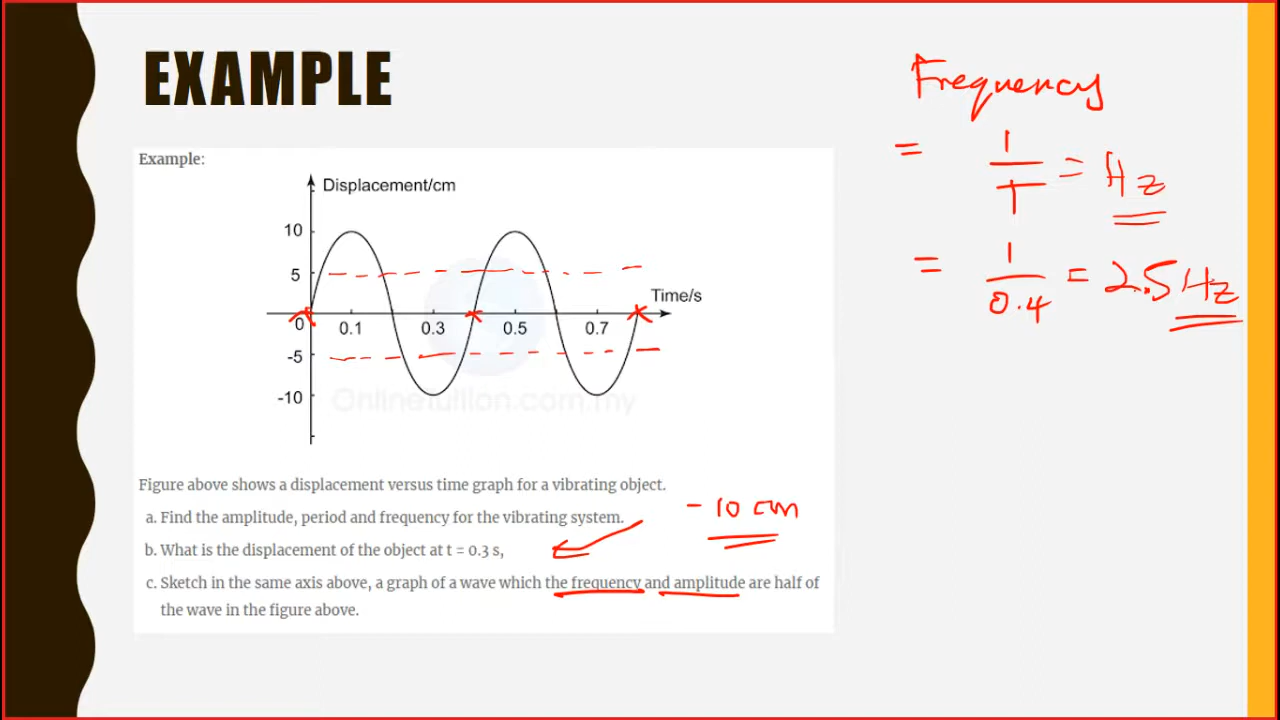 EXAMPLE
Example:
Displacement/cm
10
5
0
-5
-10
0.1
0.3
0.5
0.7
Time/s
Onlinetuition.com.my
Figure above shows a displacement versus time graph for a vibrating object.
a. Find the amplitude, period and frequency for the vibrating system.
b. What is the displacement of the object at t = 0.3 s,
c. Sketch in the same axis above, a graph of a wave which the frequency and amplitude are half of
the wave in the figure above.
- 10 cm
Frequency
= 1/T = Hz
= 1/0.4 = 2.5 Hz